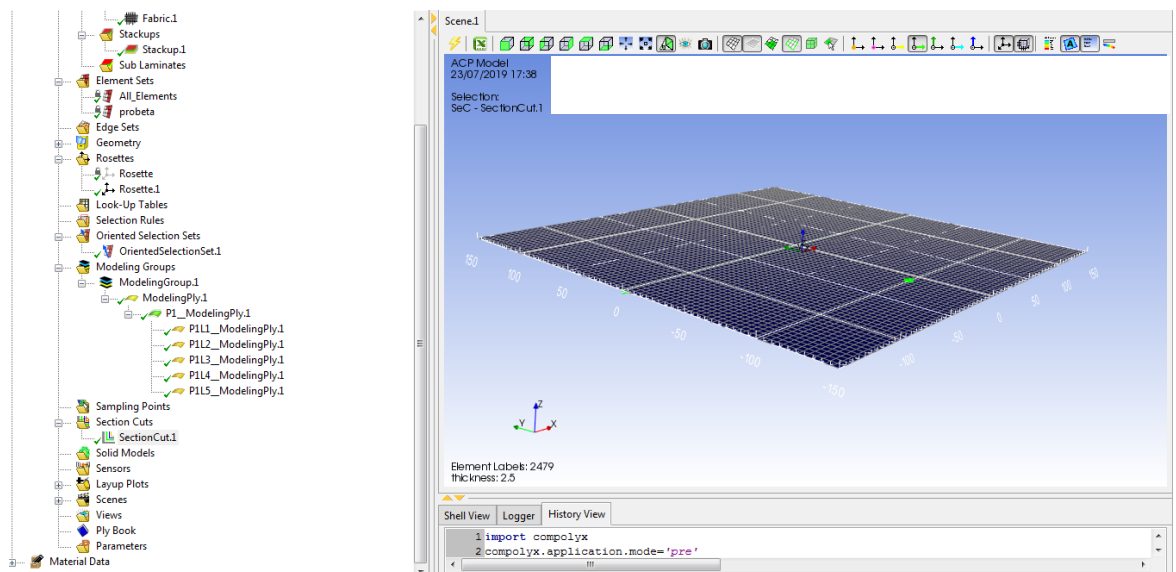 Fabric.1
Stackups
Stackup.1
Sub Laminates
Element Sets
All_Elements
probeta
Edge Sets
Geometry
Rosettes
Rosette
Rosette.1
Look-Up Tables
Selection Rules
Oriented Selection Sets
OrientedSelectionSet.1
Modeling Groups
ModelingGroup.1
ModelingPly.1
P1__ModelingPly.1
P1L1__ModelingPly.1
P1L2__ModelingPly.1
P1L3__ModelingPly.1
P1L4__ModelingPly.1
P1L5__ModelingPly.1
Sampling Points
Section Cuts
SectionCut.1
Solid Models
Sensors
Layup Plots
Scenes
Views
Ply Book
Parameters
Material Data
Scene.1
ACP Model
23/07/2019 17:38
Selection:
SeC - SectionCut.1
150
100
50
0
-50
-100
-150
150
100
50
0
-50
-100
Z
Y
X
Element Labels: 2479
thickness: 2.5
Shell View
Logger
History View
1 import compolyx
2 compolyx.application.mode='pre'